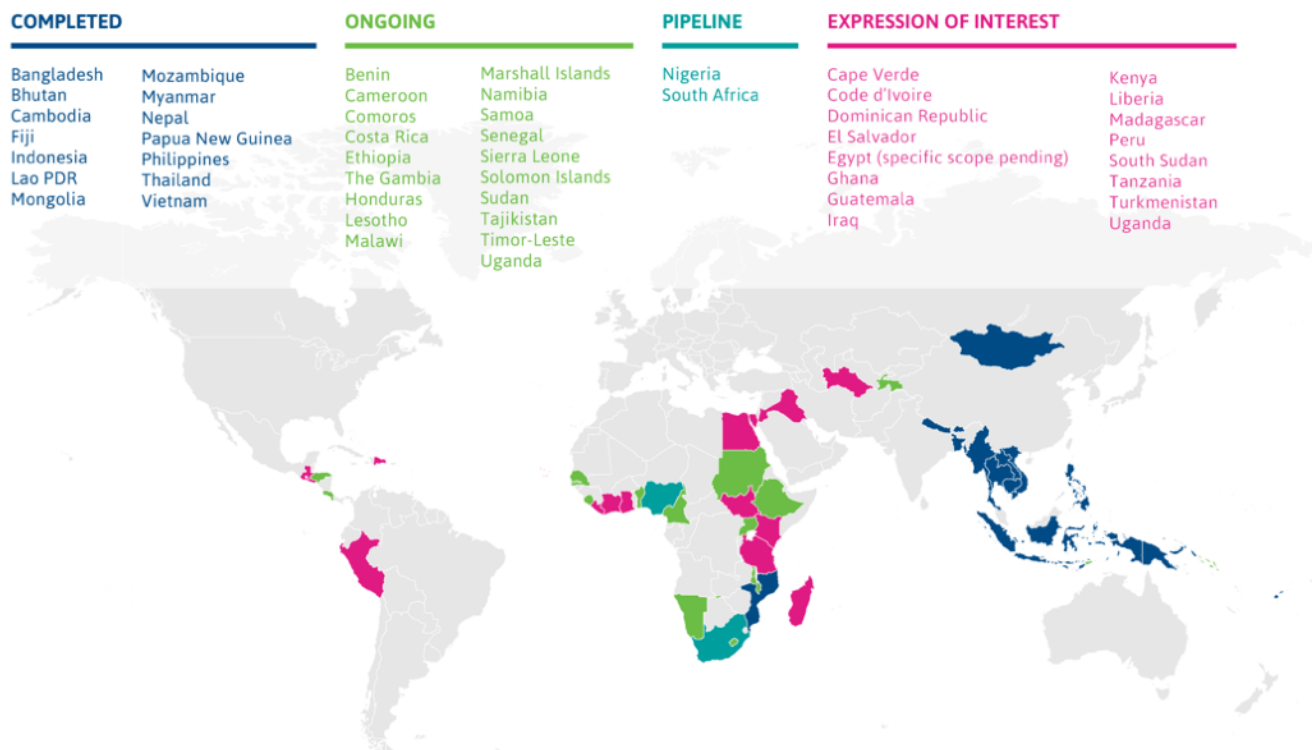 COMPLETED
Bangladesh
Bhutan
Cambodia
Fiji
Indonesia
Lao PDR
Mongolia
Mozambique
Myanmar
Nepal
Papua New Guinea
Philippines
Thailand
Vietnam
ONGOING
Benin
Cameroon
Comoros
Costa Rica
Ethiopia
The Gambia
Honduras
Lesotho
Malawi
Marshall Islands
Namibia
Samoa
Senegal
Sierra Leone
Solomon Islands
Sudan
Tajikistan
Timor-Leste
Uganda
PIPELINE
Nigeria
South Africa
EXPRESSION OF INTEREST
Cape Verde
Code d'Ivoire
Dominican Republic
El Salvador
Egypt (specific scope pending)
Ghana
Guatemala
Iraq
Kenya
Liberia
Madagascar
Peru
South Sudan
Tanzania
Turkmenistan
Uganda